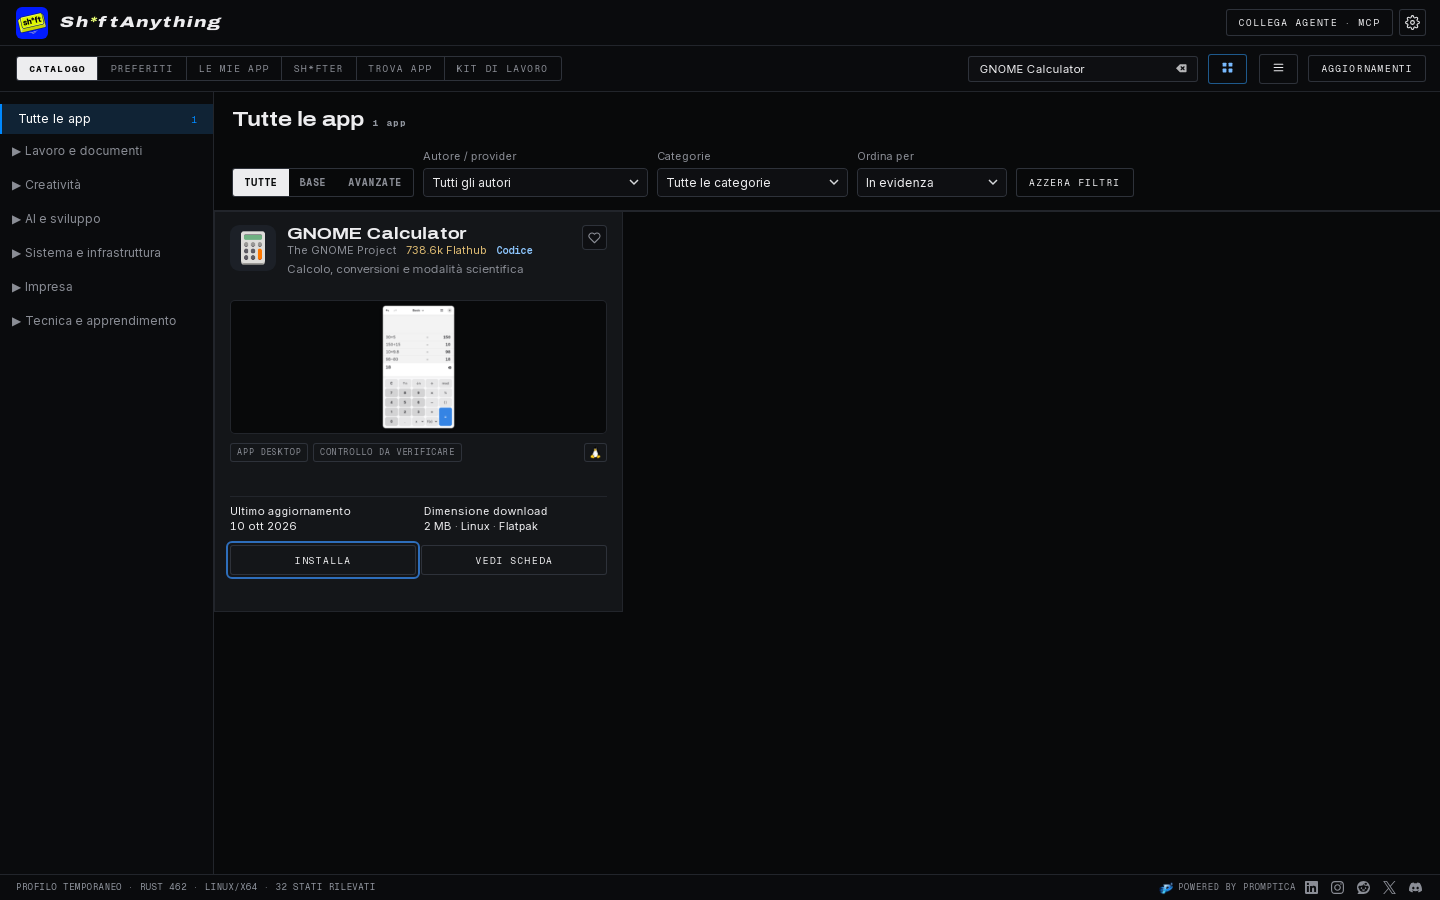 sh*ft
Sh*ftAnything
COLLEGA AGENTE · MCP
CATALOGO
PREFERITI
LE MIE APP
SH*FTER
TROVA APP
KIT DI LAVORO
GNOME Calculator
AGGIORNAMENTI
Tutte le app
1
▶ Lavoro e documenti
▶ Creatività
▶ AI e sviluppo
▶ Sistema e infrastruttura
▶ Impresa
▶ Tecnica e apprendimento
Tutte le app 1 app
Autore / provider
Categorie
Ordina per
TUTTE
BASE
AVANZATE
Tutti gli autori
Tutte le categorie
In evidenza
AZZERA FILTRI
GNOME Calculator
The GNOME Project 738.6k Flathub Codice
Calcolo, conversioni e modalità scientifica
APP DESKTOP
CONTROLLO DA VERIFICARE
Ultimo aggiornamento
10 ott 2026
Dimensione download
2 MB · Linux · Flatpak
INSTALLA
VEDI SCHEDA
PROFILO TEMPORANEO · RUST 462 · LINUX/X64 · 32 STATI RILEVATI
POWERED BY PROMPTICA